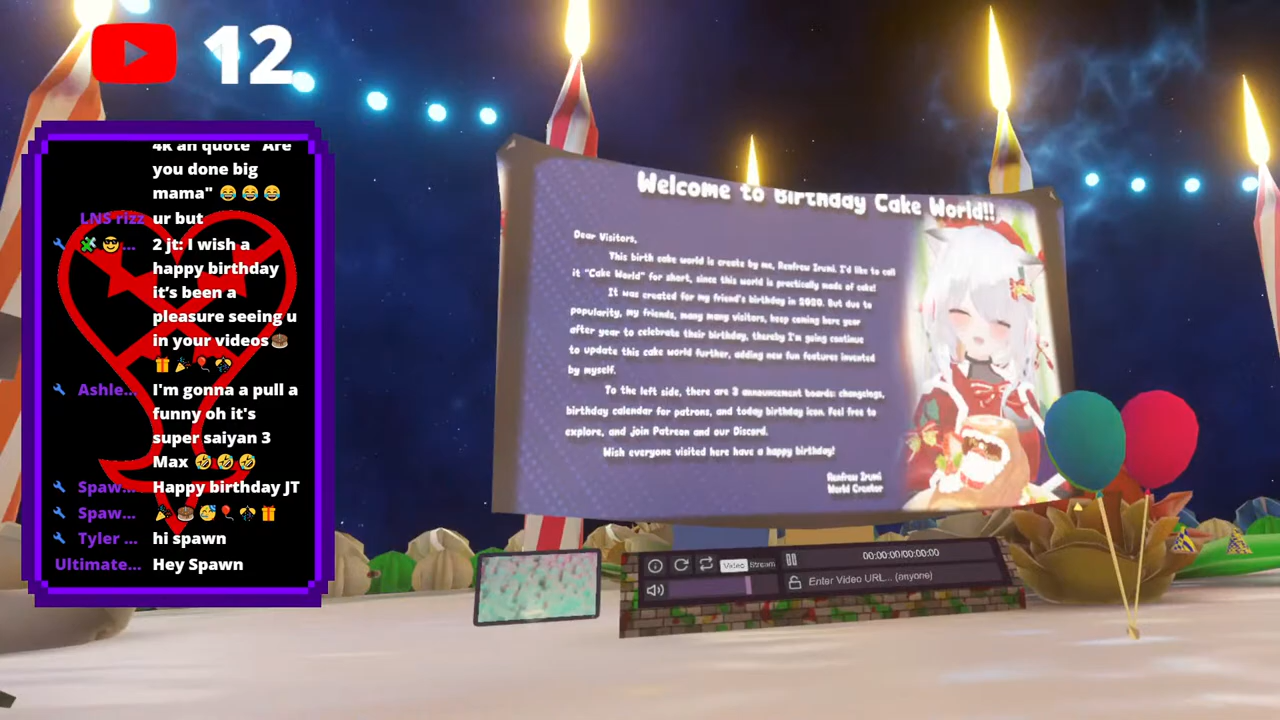 12
4k an quote "Are
you done big
mama" 😂😂😂
LNS rizz ur but
... 2 jt: I wish a
happy birthday
it's been a
pleasure seeing u
in your videos🎂
🎁🎉🎈🎊
Ashle... I'm gonna a pull a
funny oh it's
super saiyan 3
Max 🤣🤣🤣
Spaw... Happy birthday JT
Spaw... 🎉🎂🥳🎈🎊🎁
Tyler ... hi spawn
Ultimate... Hey Spawn
Welcome to Birthday Cake World!!
Dear Visitors,
This birth cake world is create by me, Renfrew Irumi. I'd like to call
it "Cake World" for short, since this world is practically made of cake!
It was created for my friend's birthday in 2020. But due to
popularity, my friends, many many visitors, keep coming here year
after year to celebrate their birthday, thereby I'm going continue
to update this cake world further, adding new fun features invented
by myself.
To the left side, there are 3 announcement boards: changelogs,
birthday calendar for patrons, and today birthday icon. Feel free to
explore, and join Patreon and our Discord.
Wish everyone visited here have a happy birthday!
Renfrew Irumi
World Creator
Video Stream 00:00:00/00:00:00
Enter Video URL... (anyone)